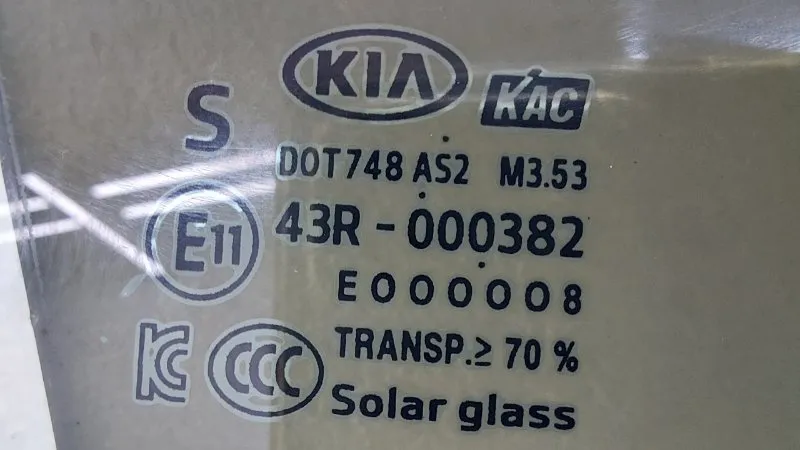 KIA
KAC
S
DOT748 AS2 M3.53
E11 43R - 000382
E000008
KC CCC TRANSP.≥ 70 %
Solar glass